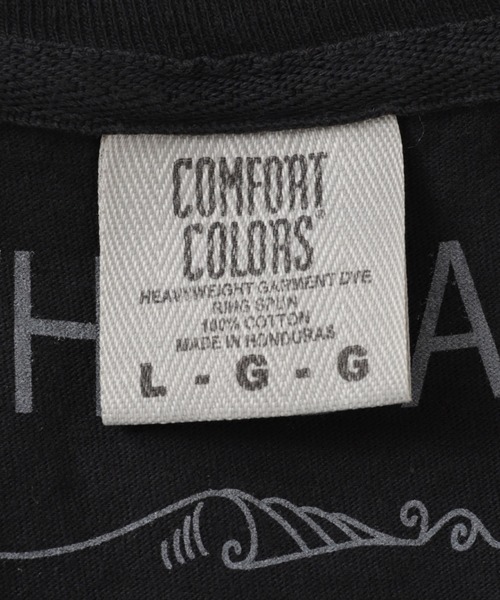 COMFORT
COLORS®
HEAVYWEIGHT GARMENT DYE
RING SPUN
100% COTTON
MADE IN HONDURAS
L - G - G
H A